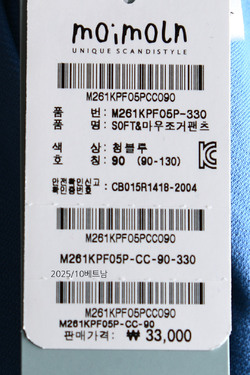 moimoln
UNIQUE SCANDISTYLE
M261KPF05PCC090
품 번: M261KPF05P-330
품 명: SOFT&마우조거팬츠
색 상: 청블루
호 칭: 90 (90-130)
안전확인신고
확인증번호 : CB015R1418-2004
M261KPF05PCC090
M261KPF05P-CC-90-330
2025/10베트남
M261KPF05PCC090
M261KPF05P-CC-90
판매가격: ₩ 33,000